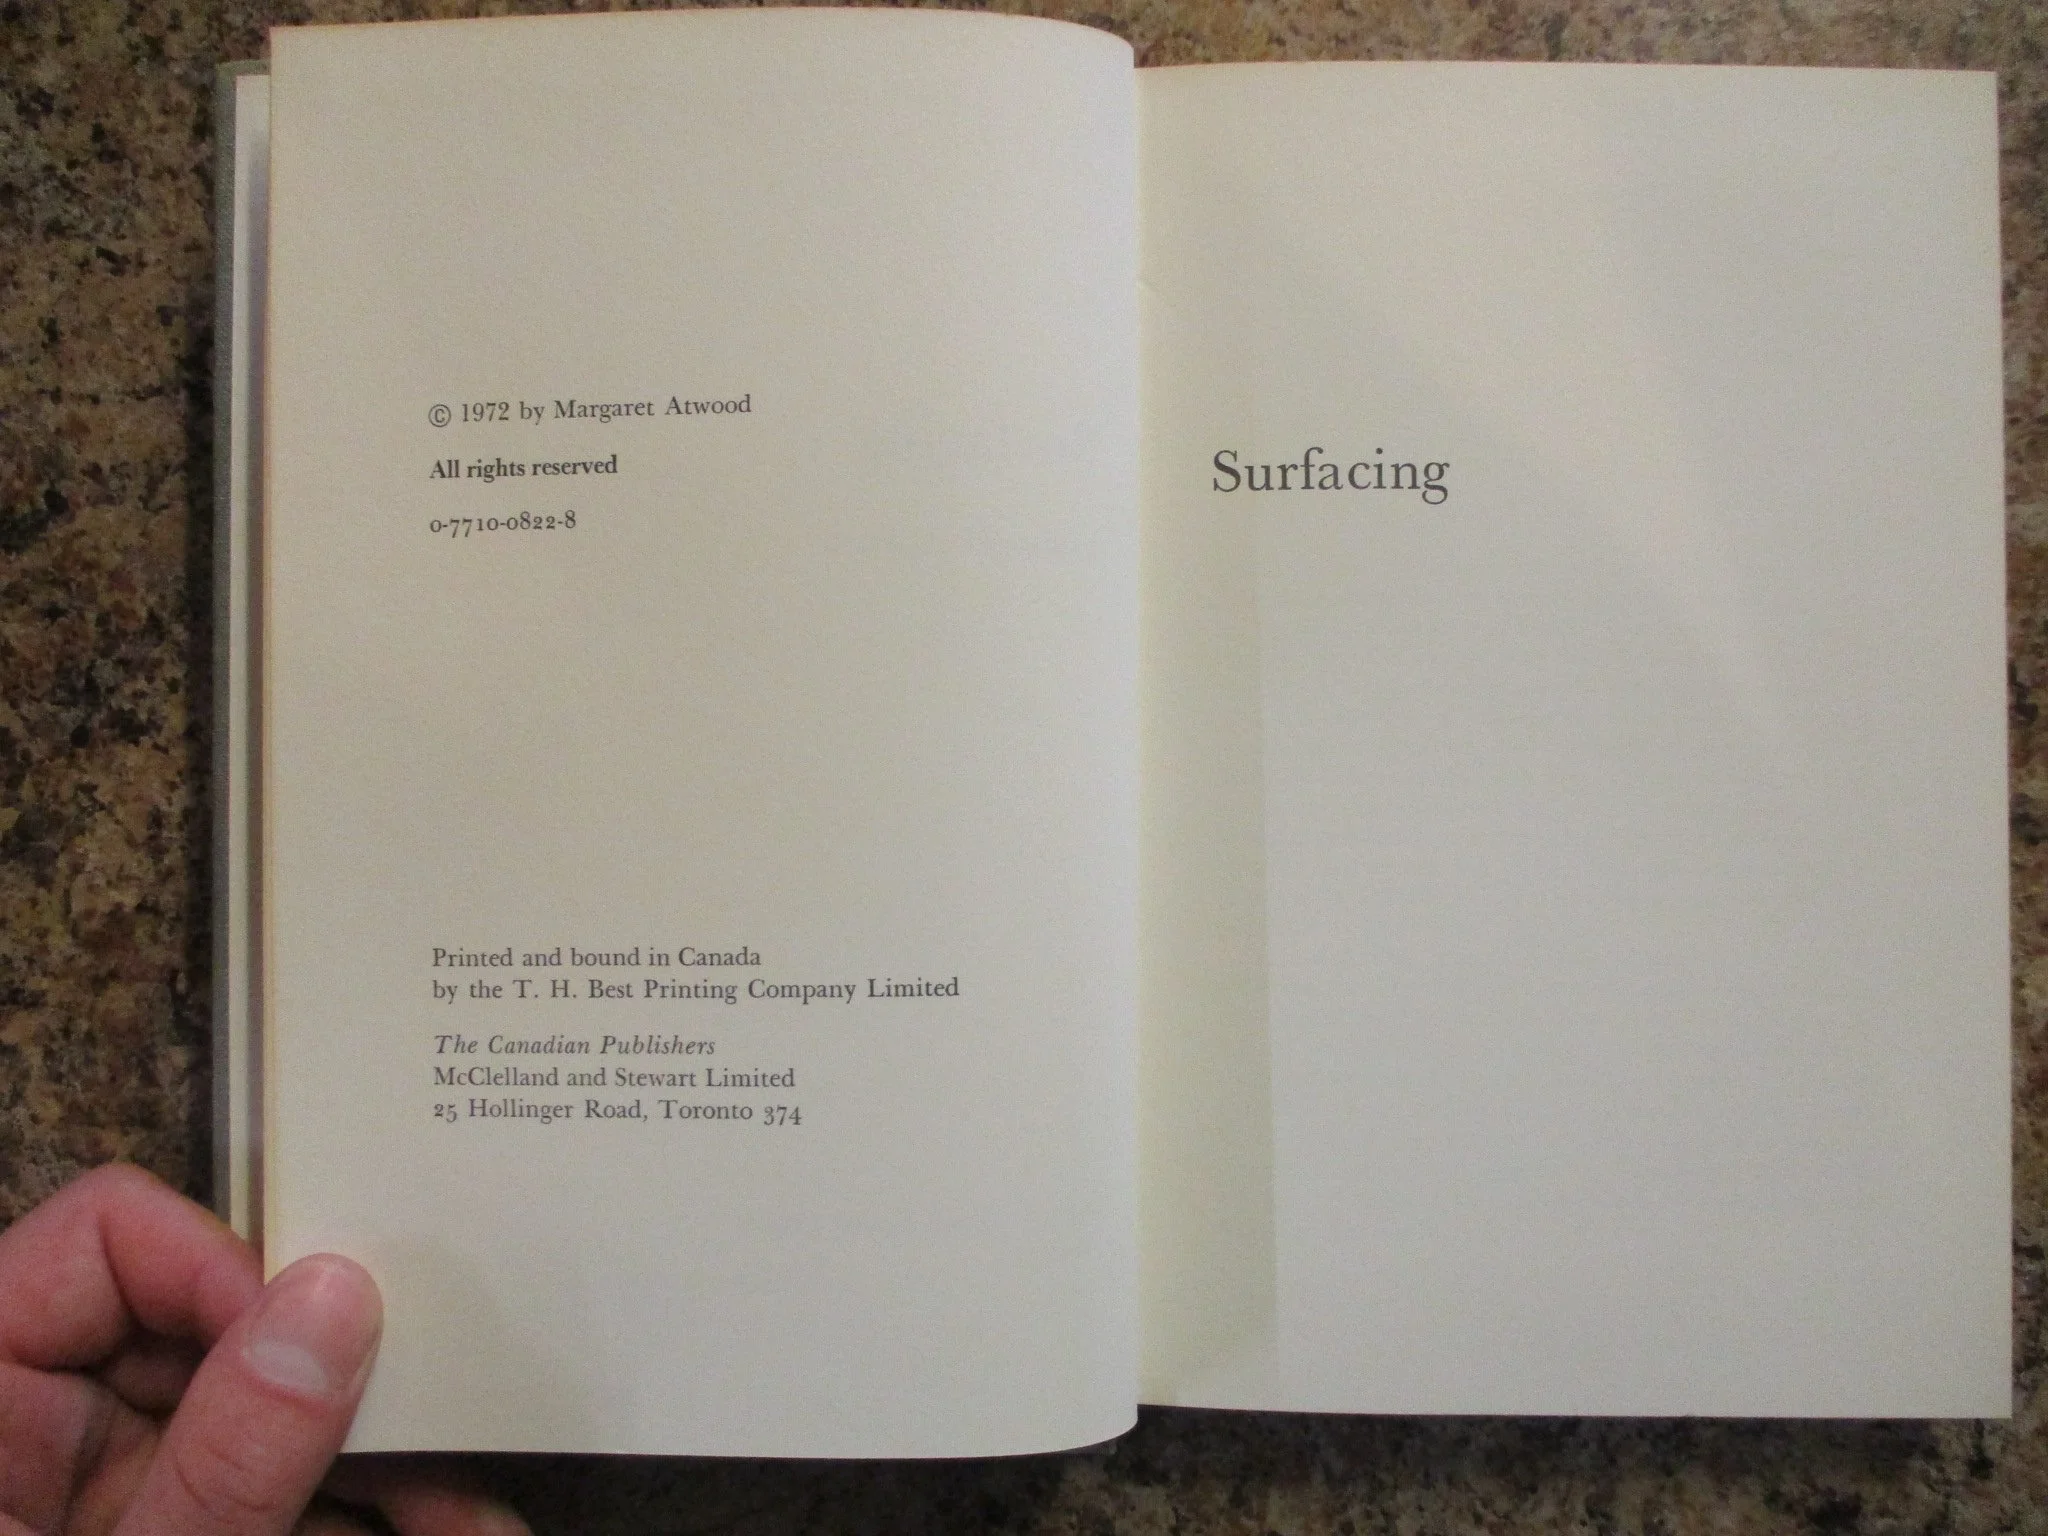 © 1972 by Margaret Atwood
All rights reserved
0-7710-0822-8
Printed and bound in Canada
by the T. H. Best Printing Company Limited
The Canadian Publishers
McClelland and Stewart Limited
25 Hollinger Road, Toronto 374
Surfacing